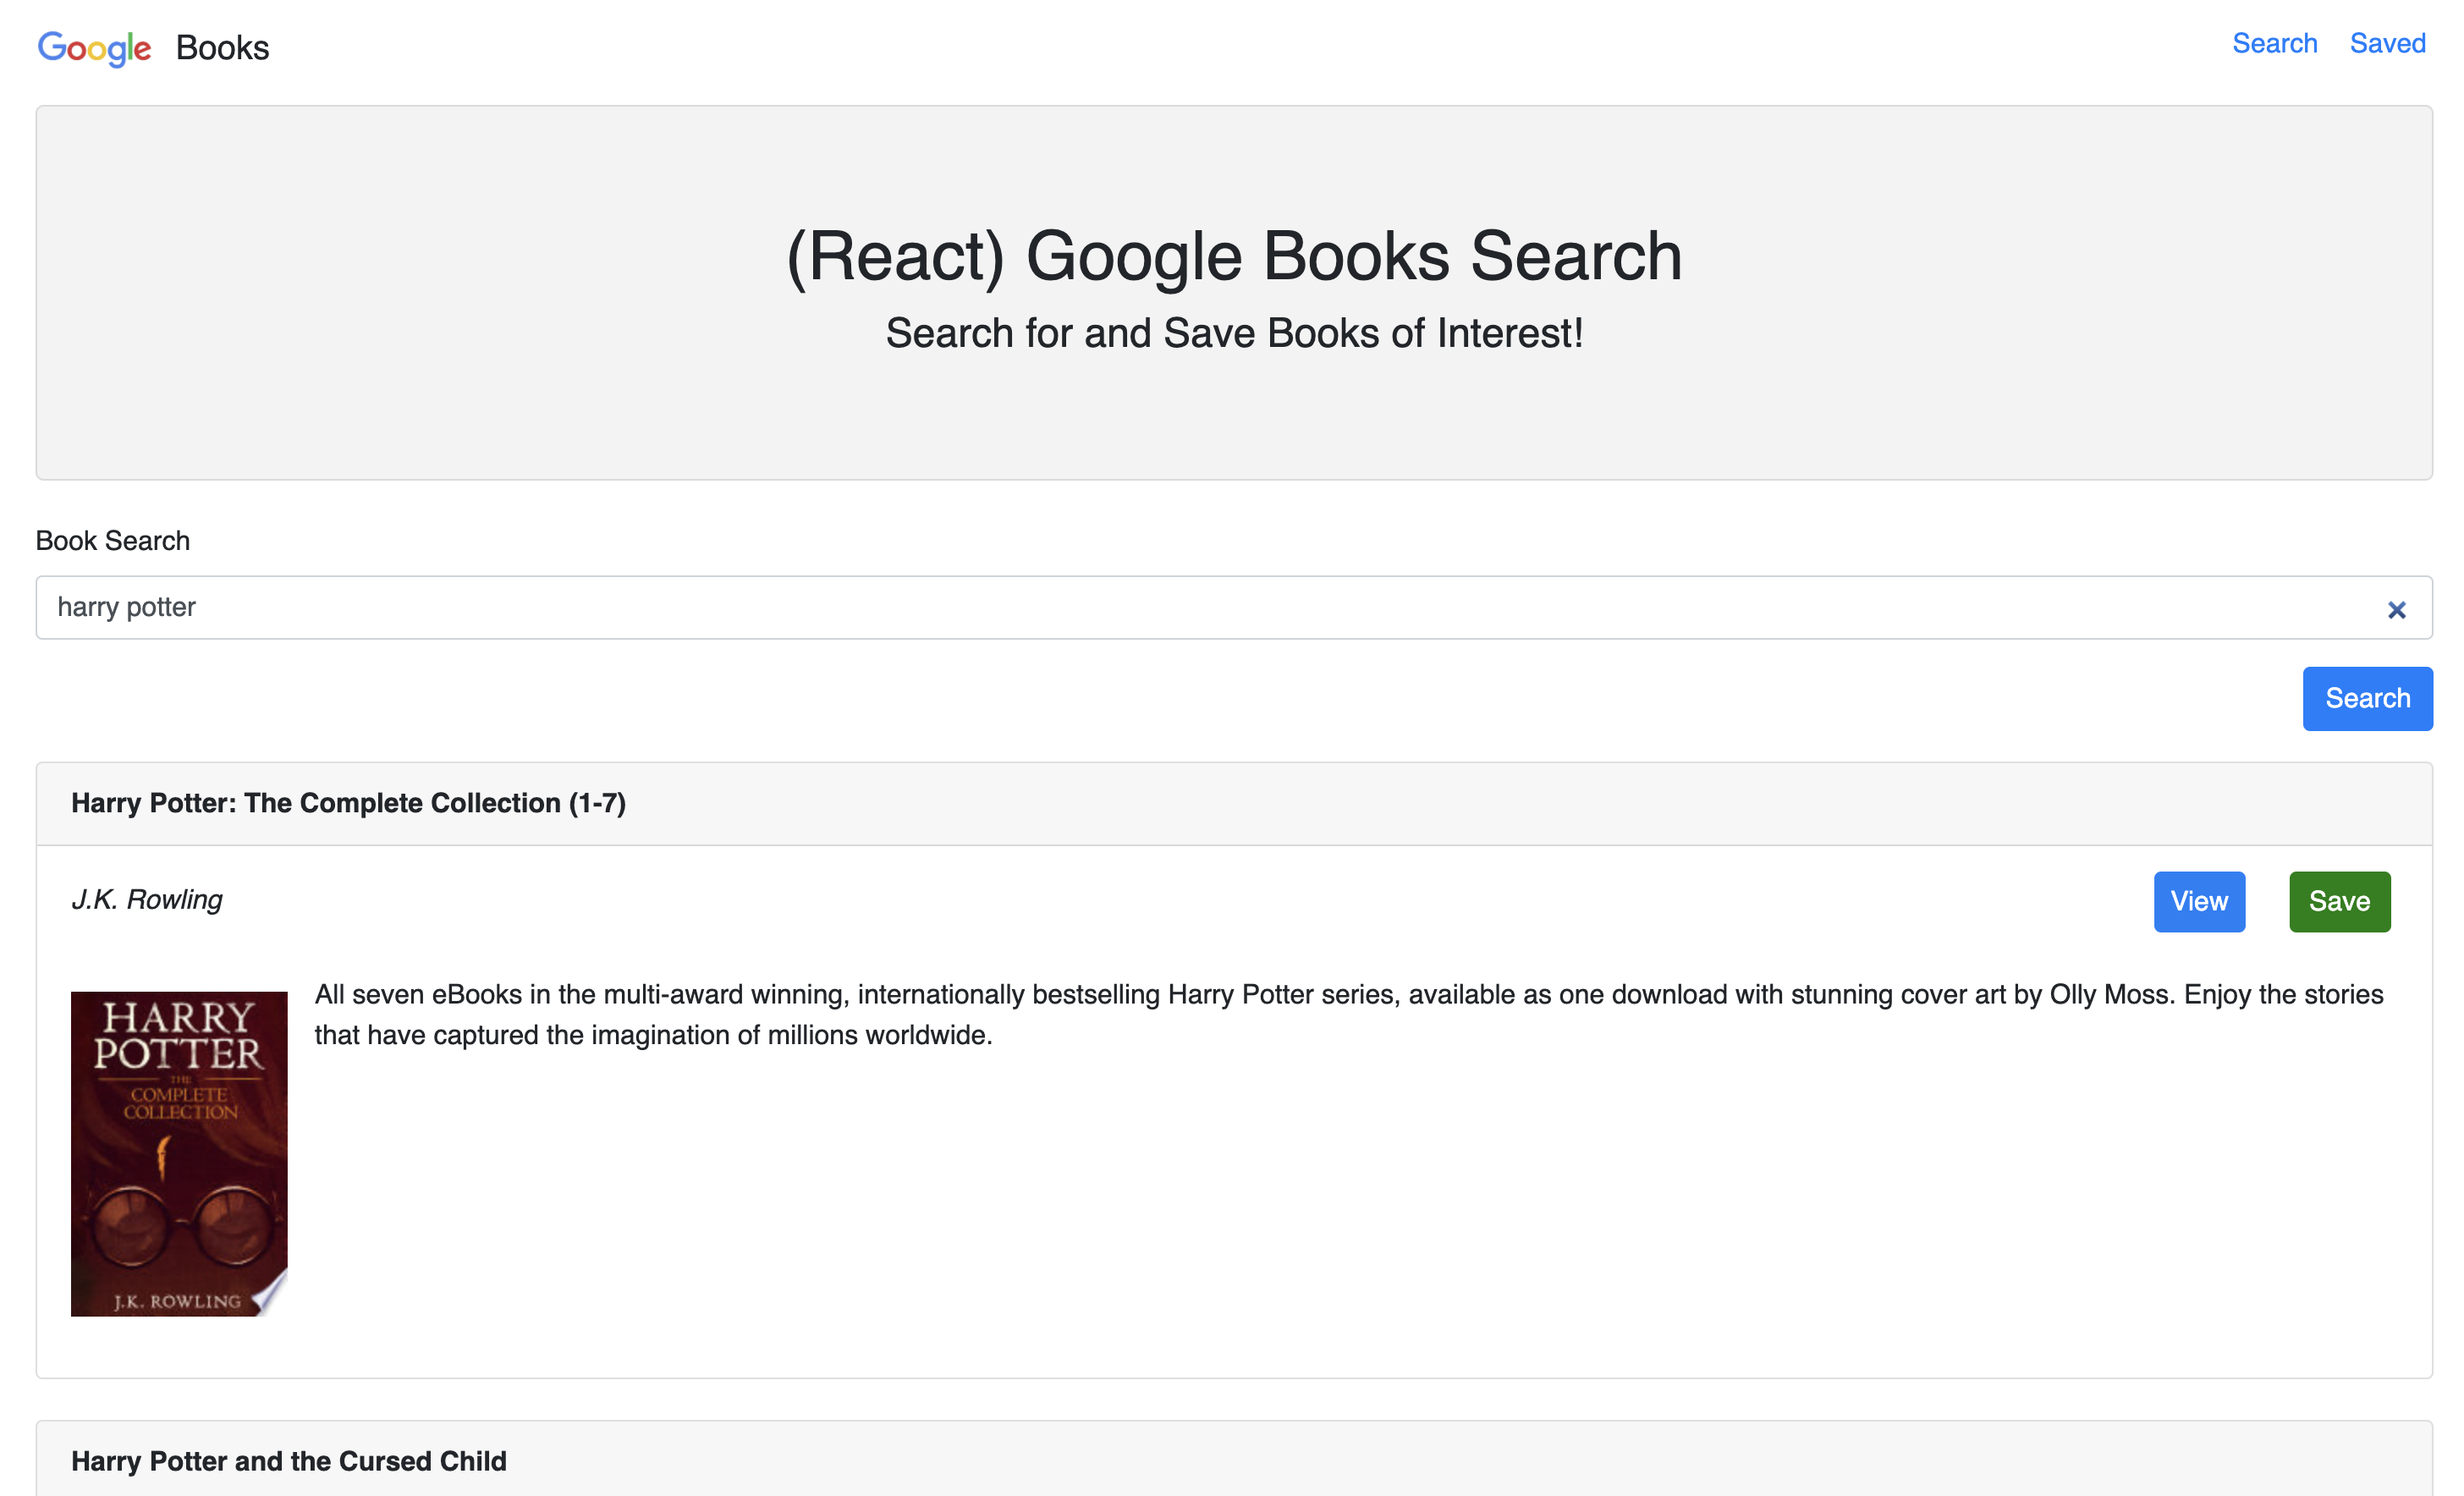 Google Books Search Saved
(React) Google Books Search
Search for and Save Books of Interest!
Book Search
harry potter
Search
Harry Potter: The Complete Collection (1-7)
J.K. Rowling View Save
All seven eBooks in the multi-award winning, internationally bestselling Harry Potter series, available as one download with stunning cover art by Olly Moss. Enjoy the stories
that have captured the imagination of millions worldwide.
HARRY
POTTER
THE
COMPLETE
COLLECTION
J.K. ROWLING
Harry Potter and the Cursed Child